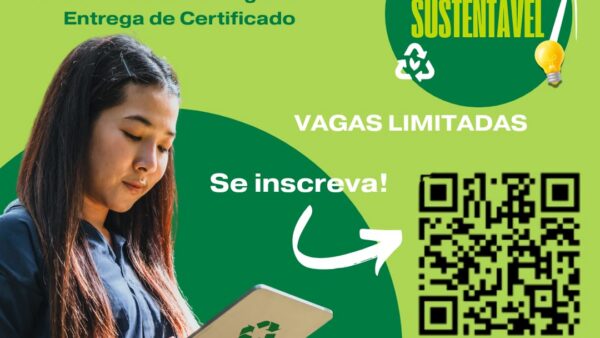 Entrega de Certificado
SUSTENTÁVEL
VAGAS LIMITADAS
Se inscreva!